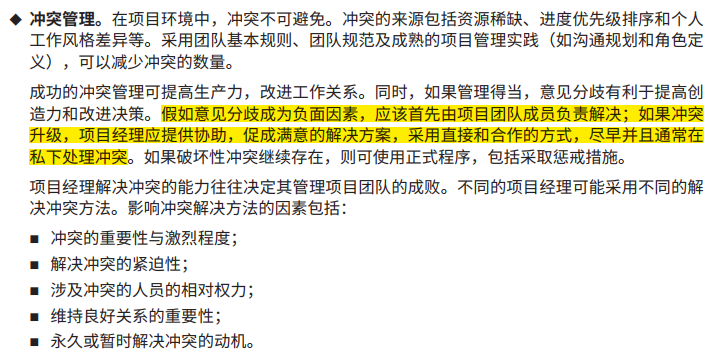 ◆ 冲突管理。在项目环境中，冲突不可避免。冲突的来源包括资源稀缺、进度优先级排序和个人
工作风格差异等。采用团队基本规则、团队规范及成熟的项目管理实践（如沟通规划和角色定
义），可以减少冲突的数量。
成功的冲突管理可提高生产力，改进工作关系。同时，如果管理得当，意见分歧有利于提高创
造力和改进决策。假如意见分歧成为负面因素，应该首先由项目团队成员负责解决；如果冲突
升级，项目经理应提供协助，促成满意的解决方案，采用直接和合作的方式，尽早并且通常在
私下处理冲突。如果破坏性冲突继续存在，则可使用正式程序，包括采取惩戒措施。
项目经理解决冲突的能力往往决定其管理项目团队的成败。不同的项目经理可能采用不同的解
决冲突方法。影响冲突解决方法的因素包括：
■ 冲突的重要性与激烈程度；
■ 解决冲突的紧迫性；
■ 涉及冲突的人员的相对权力；
■ 维持良好关系的重要性；
■ 永久或暂时解决冲突的动机。